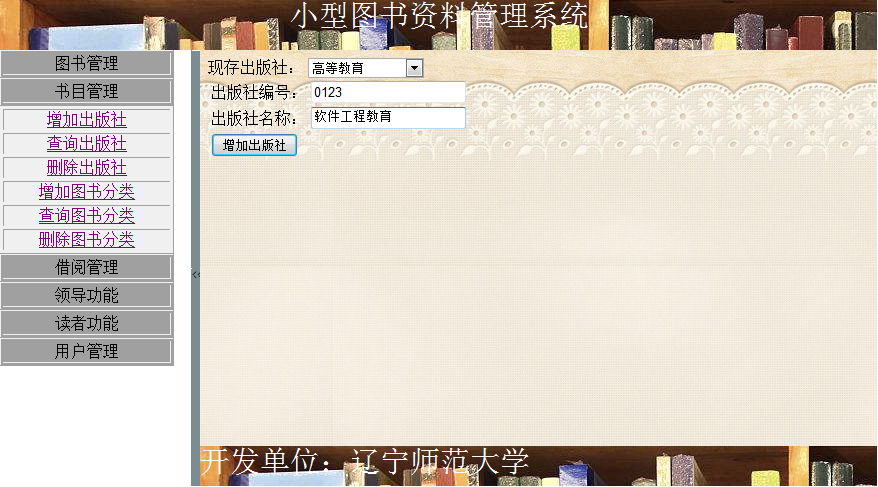 小型图书资料管理系统
图书管理
书目管理
增加出版社
查询出版社
删除出版社
增加图书分类
查询图书分类
删除图书分类
借阅管理
领导功能
读者功能
用户管理
现存出版社： 高等教育
出版社编号： 0123
出版社名称： 软件工程教育
增加出版社
开发单位：辽宁师范大学